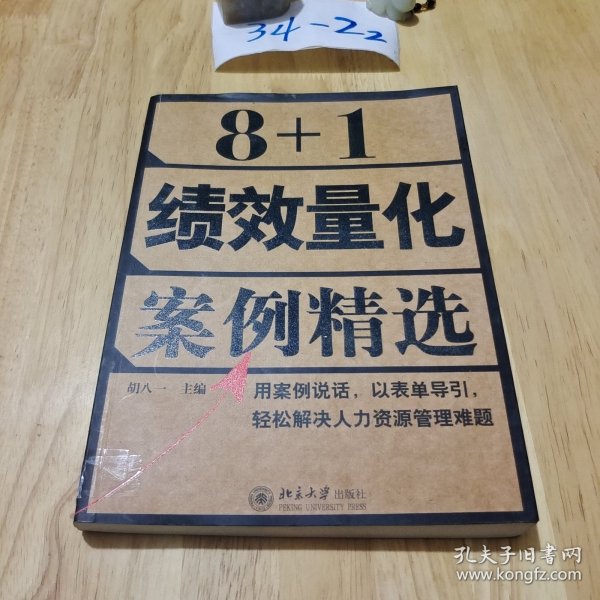 34-22
8+1
绩效量化
案例精选
胡八一 主编
用案例说话，以表单导引，
轻松解决人力资源管理难题
北京大学出版社
PEKING UNIVERSITY PRESS
孔夫子旧书网
www.kongfz.com